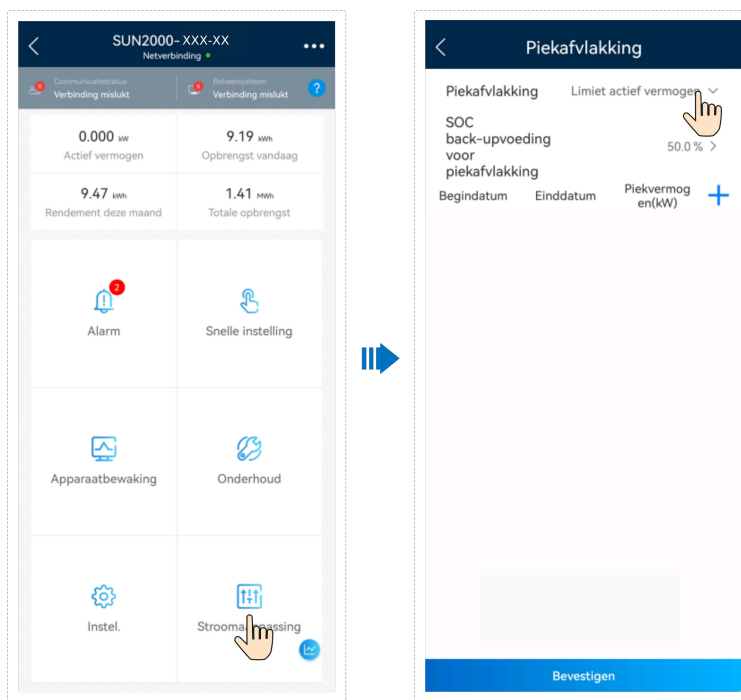 SUN2000-XXX-XX
Netverbinding
Communicatiestatus
Verbinding mislukt
Beheersysteem
Verbinding mislukt
?
0.000 kW
Actief vermogen
9.19 kWh
Opbrengst vandaag
9.47 kWh
Rendement deze maand
1.41 MWh
Totale opbrengst
2
Alarm
Snelle instelling
Apparaatbewaking
Onderhoud
Instel.
Stroomaanpassing
Piekafvlakking
Piekafvlakking
Limiet actief vermogen
SOC
back-upvoeding
voor
piekafvlakking
50.0 %
Begindatum
Einddatum
Piekvermog
en(kW)
Bevestigen